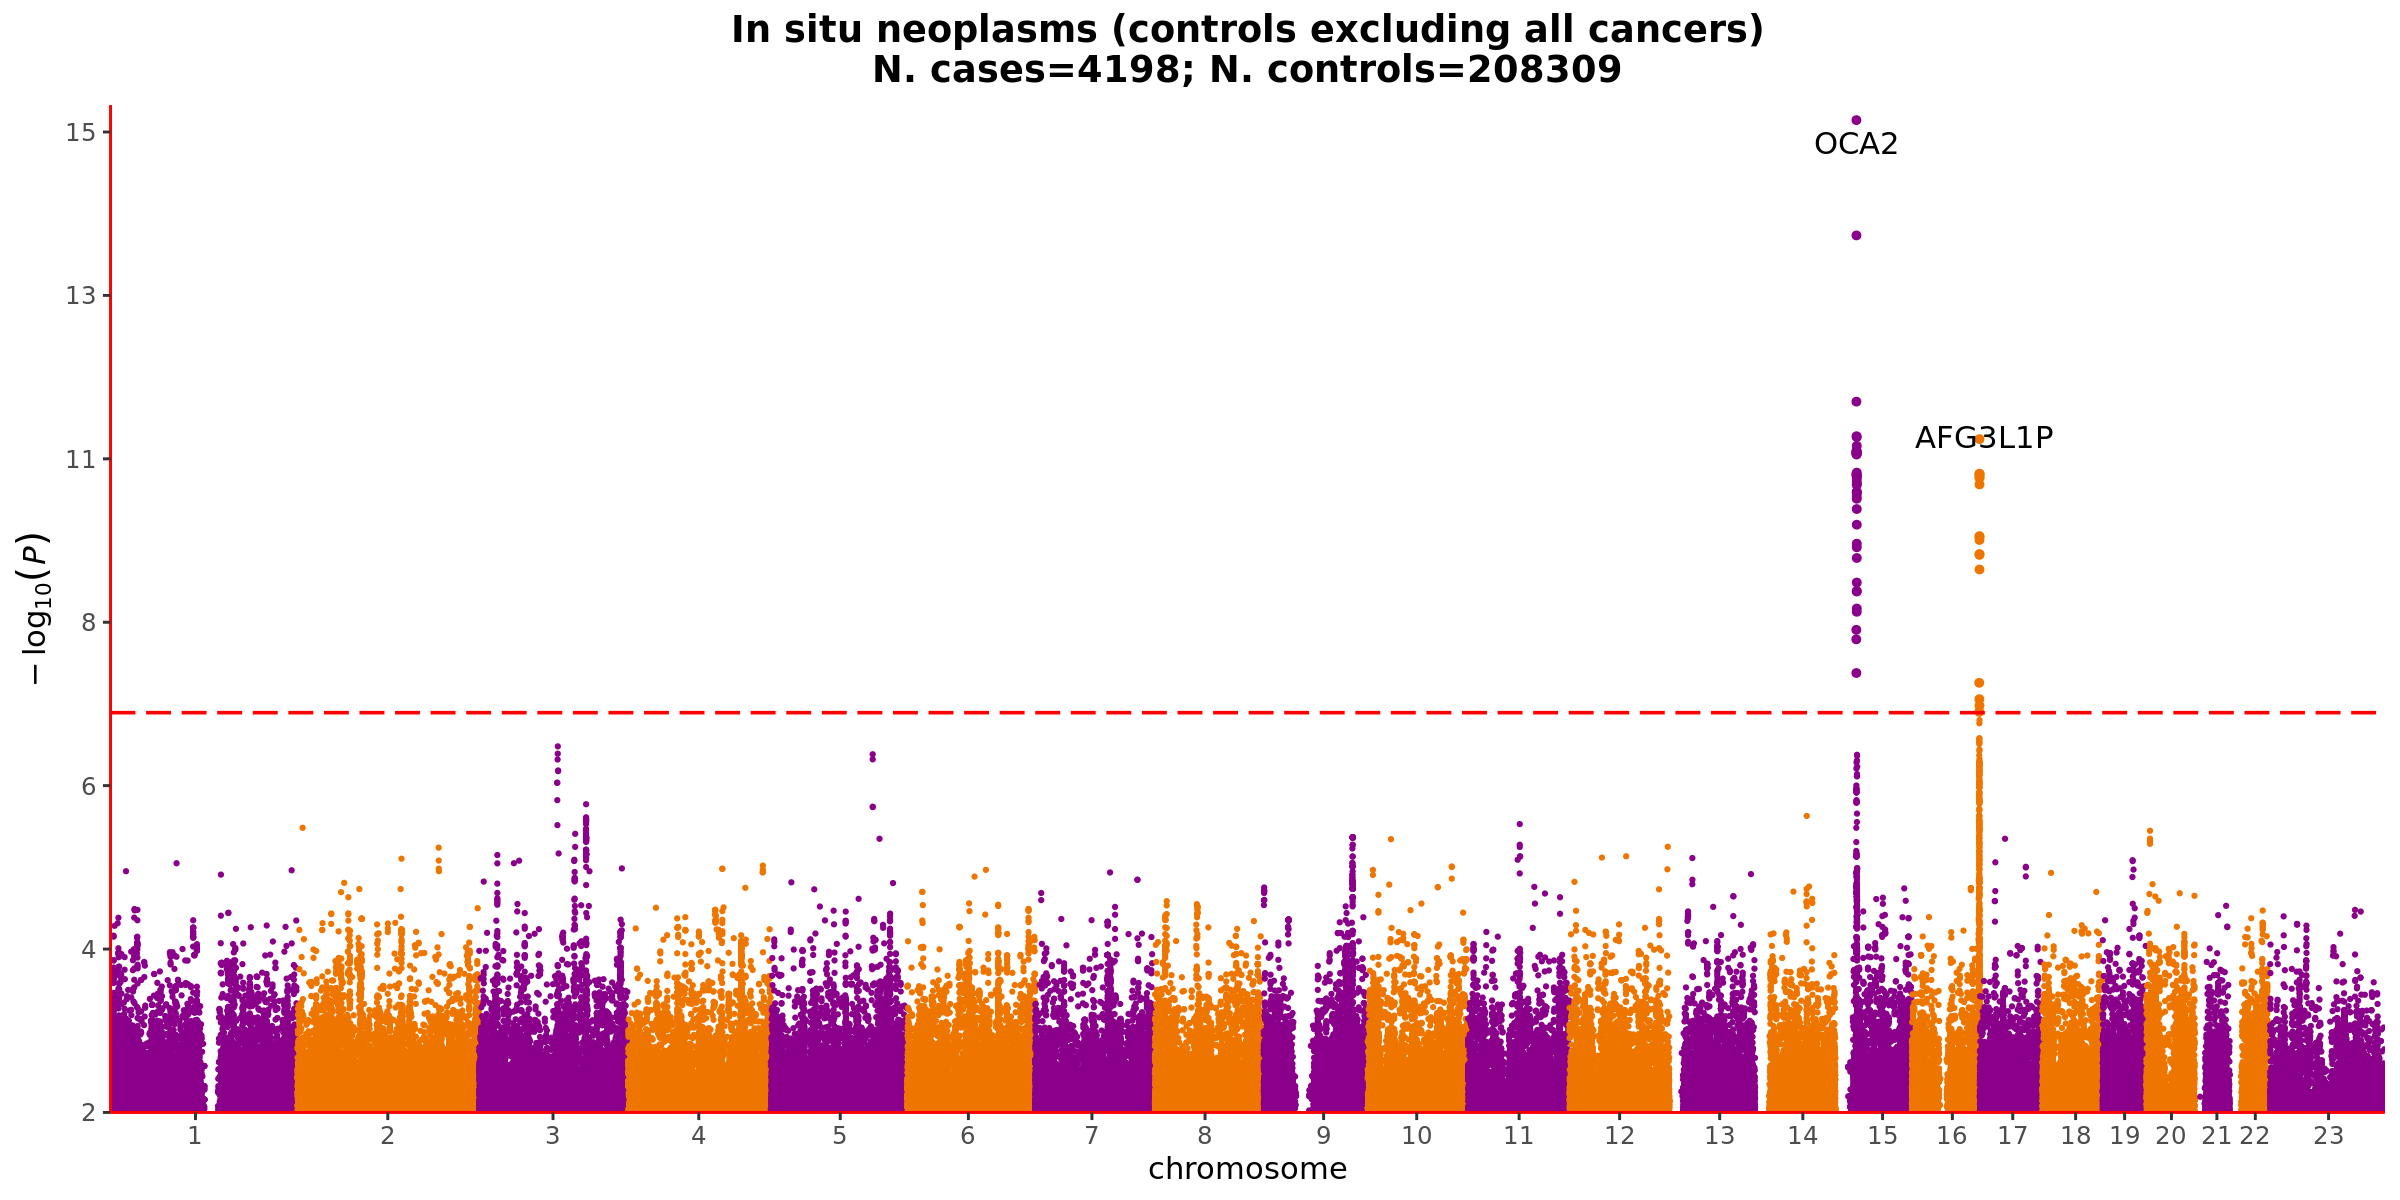 In situ neoplasms (controls excluding all cancers)
N. cases=4198; N. controls=208309
15
13
11
8
6
4
2
− log₁₀(P)
OCA2
AFG3L1P
1 2 3 4 5 6 7 8 9 10 11 12 13 14 15 16 17 18 19 20 21 22 23
chromosome